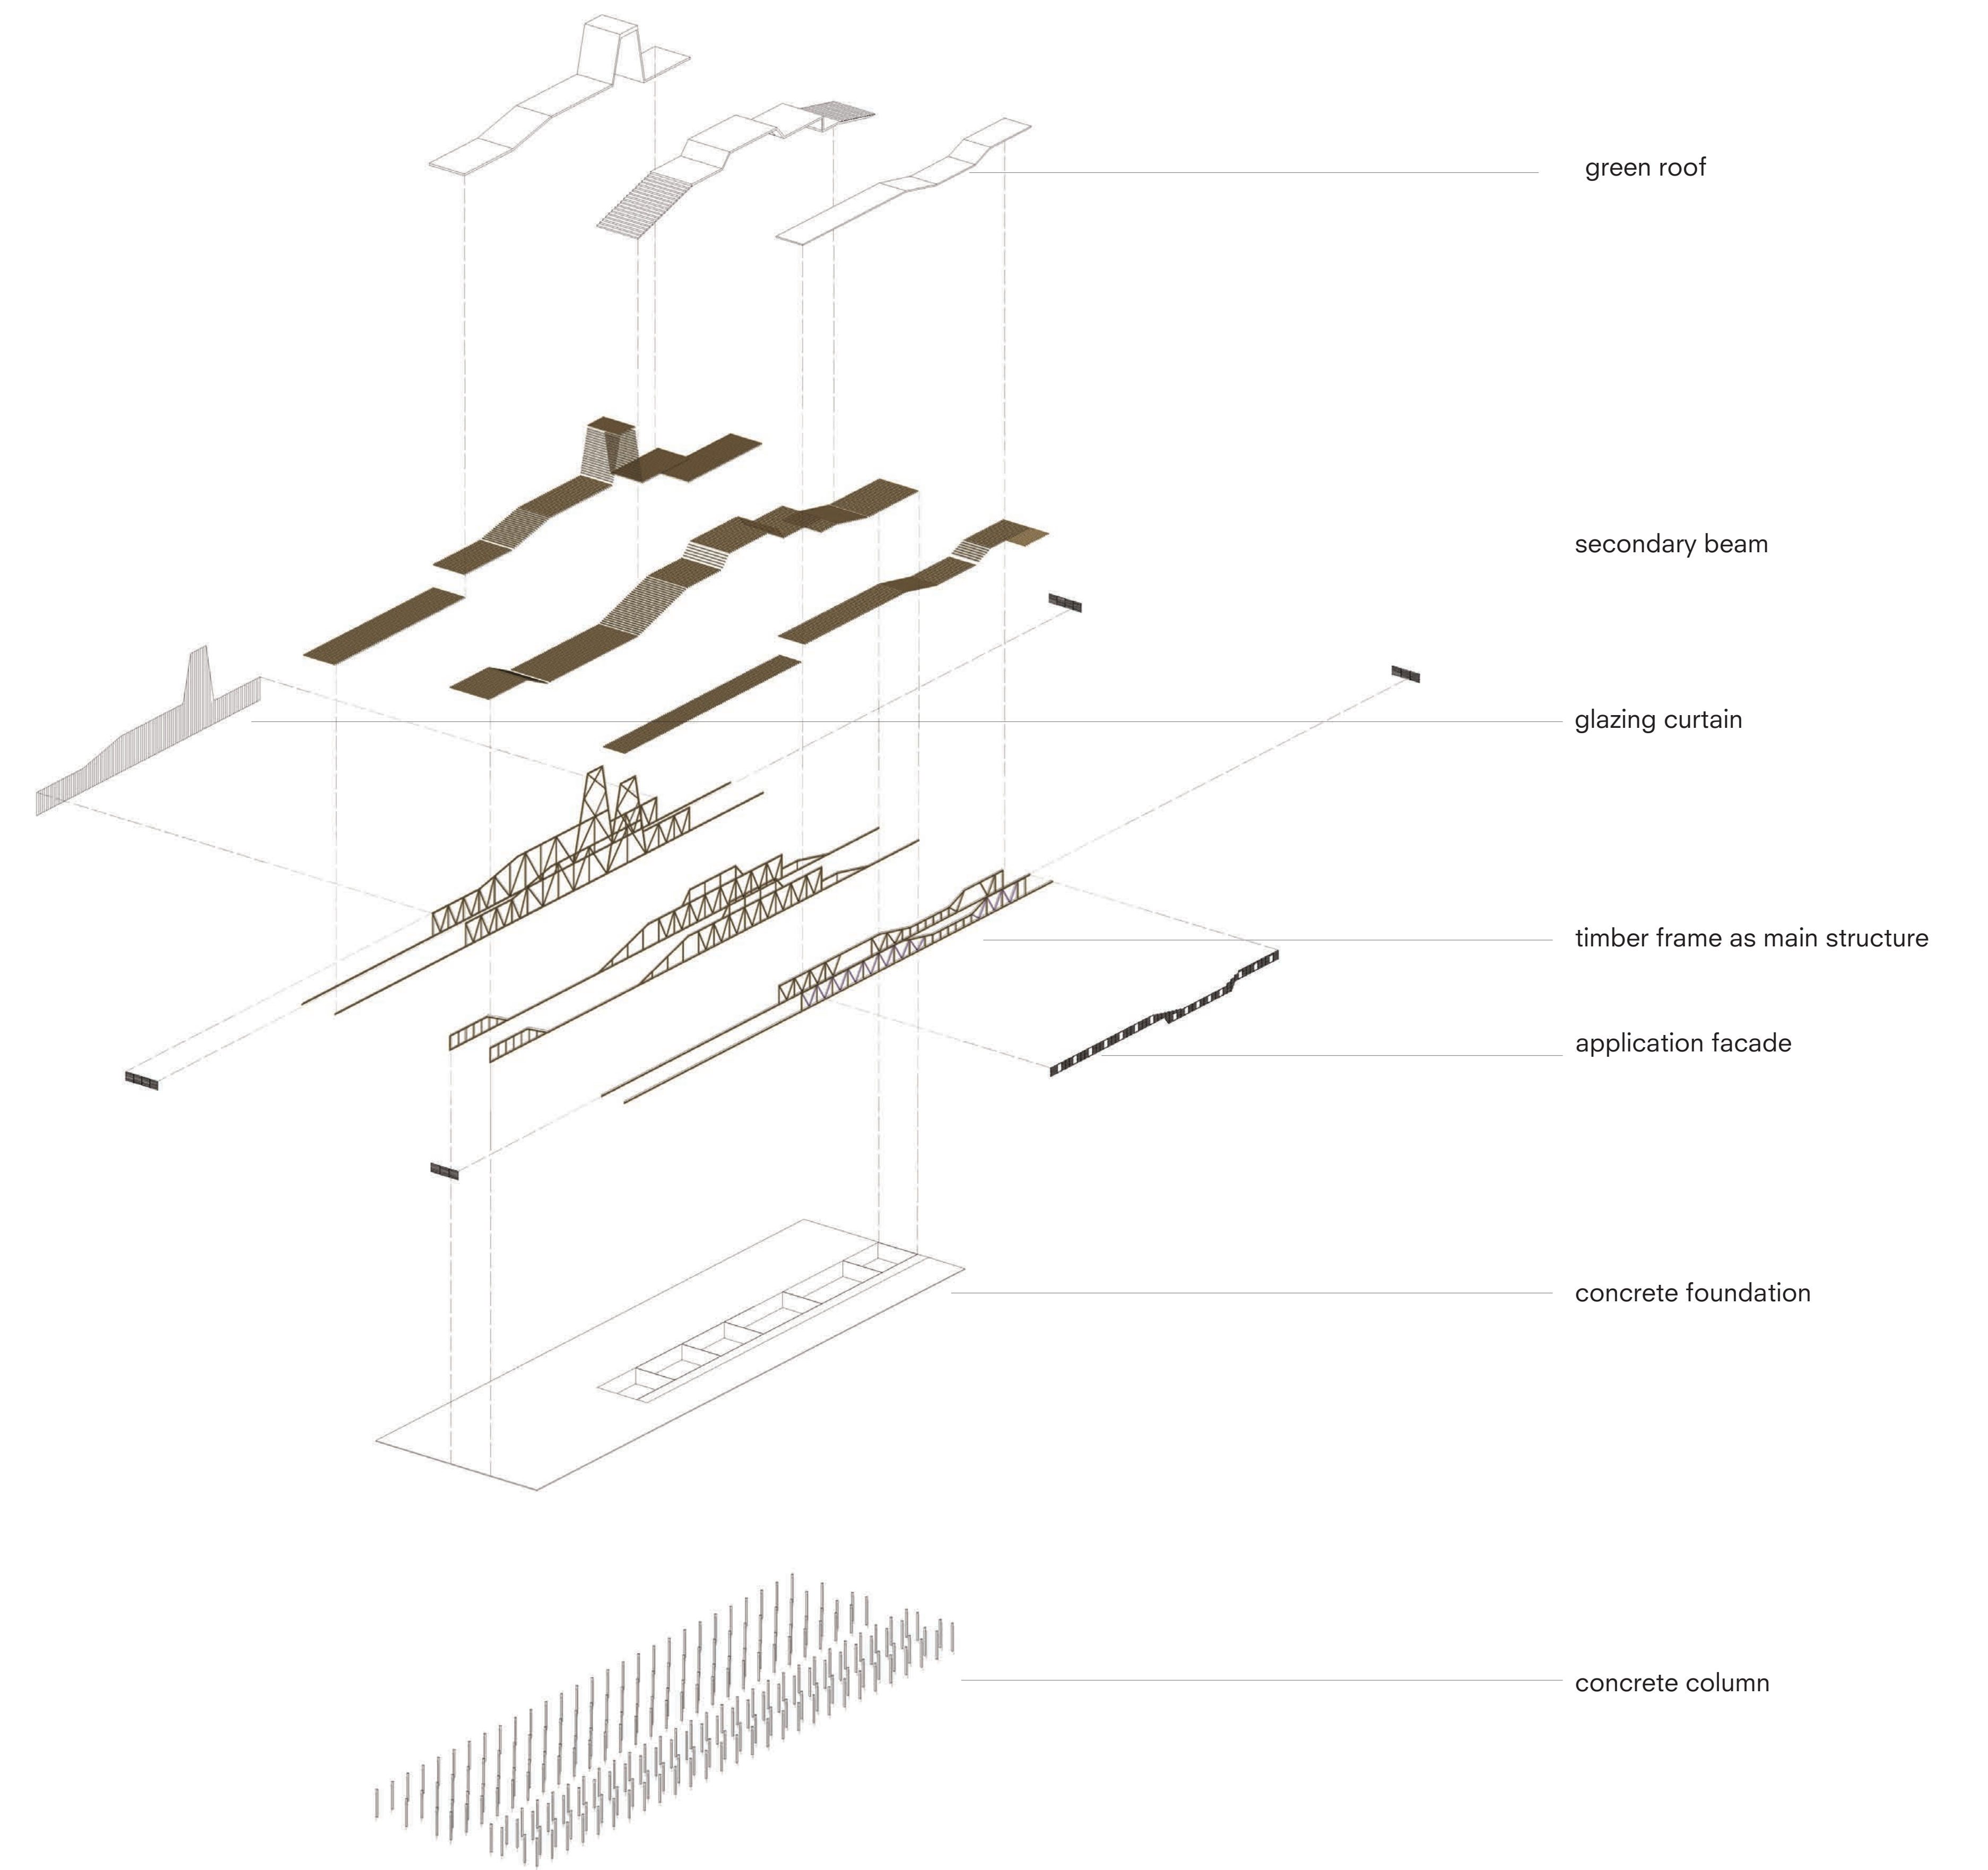 green roof
secondary beam
glazing curtain
timber frame as main structure
application facade
concrete foundation
concrete column